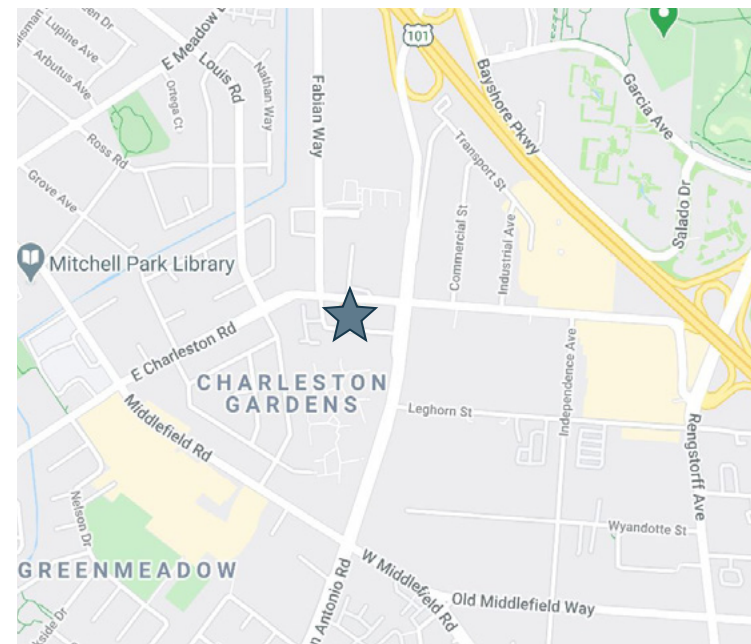 Lupine Ave
Arbutus Ave
E Meadow
Louis Rd
Nathan Way
Ortega Ct
Ross Rd
Grove Ave
Fabian Way
101
Bayshore Pkwy
Garcia Ave
Transport St
Salado Dr
Commercial St
Industrial Ave
Mitchell Park Library
E Charleston Rd
CHARLESTON
GARDENS
Independence Ave
Leghorn St
Middlefield Rd
Rengstorff Ave
Nelson Dr
Wyandotte St
GREENMEADOW
San Antonio Rd
W Middlefield Rd
Old Middlefield Way